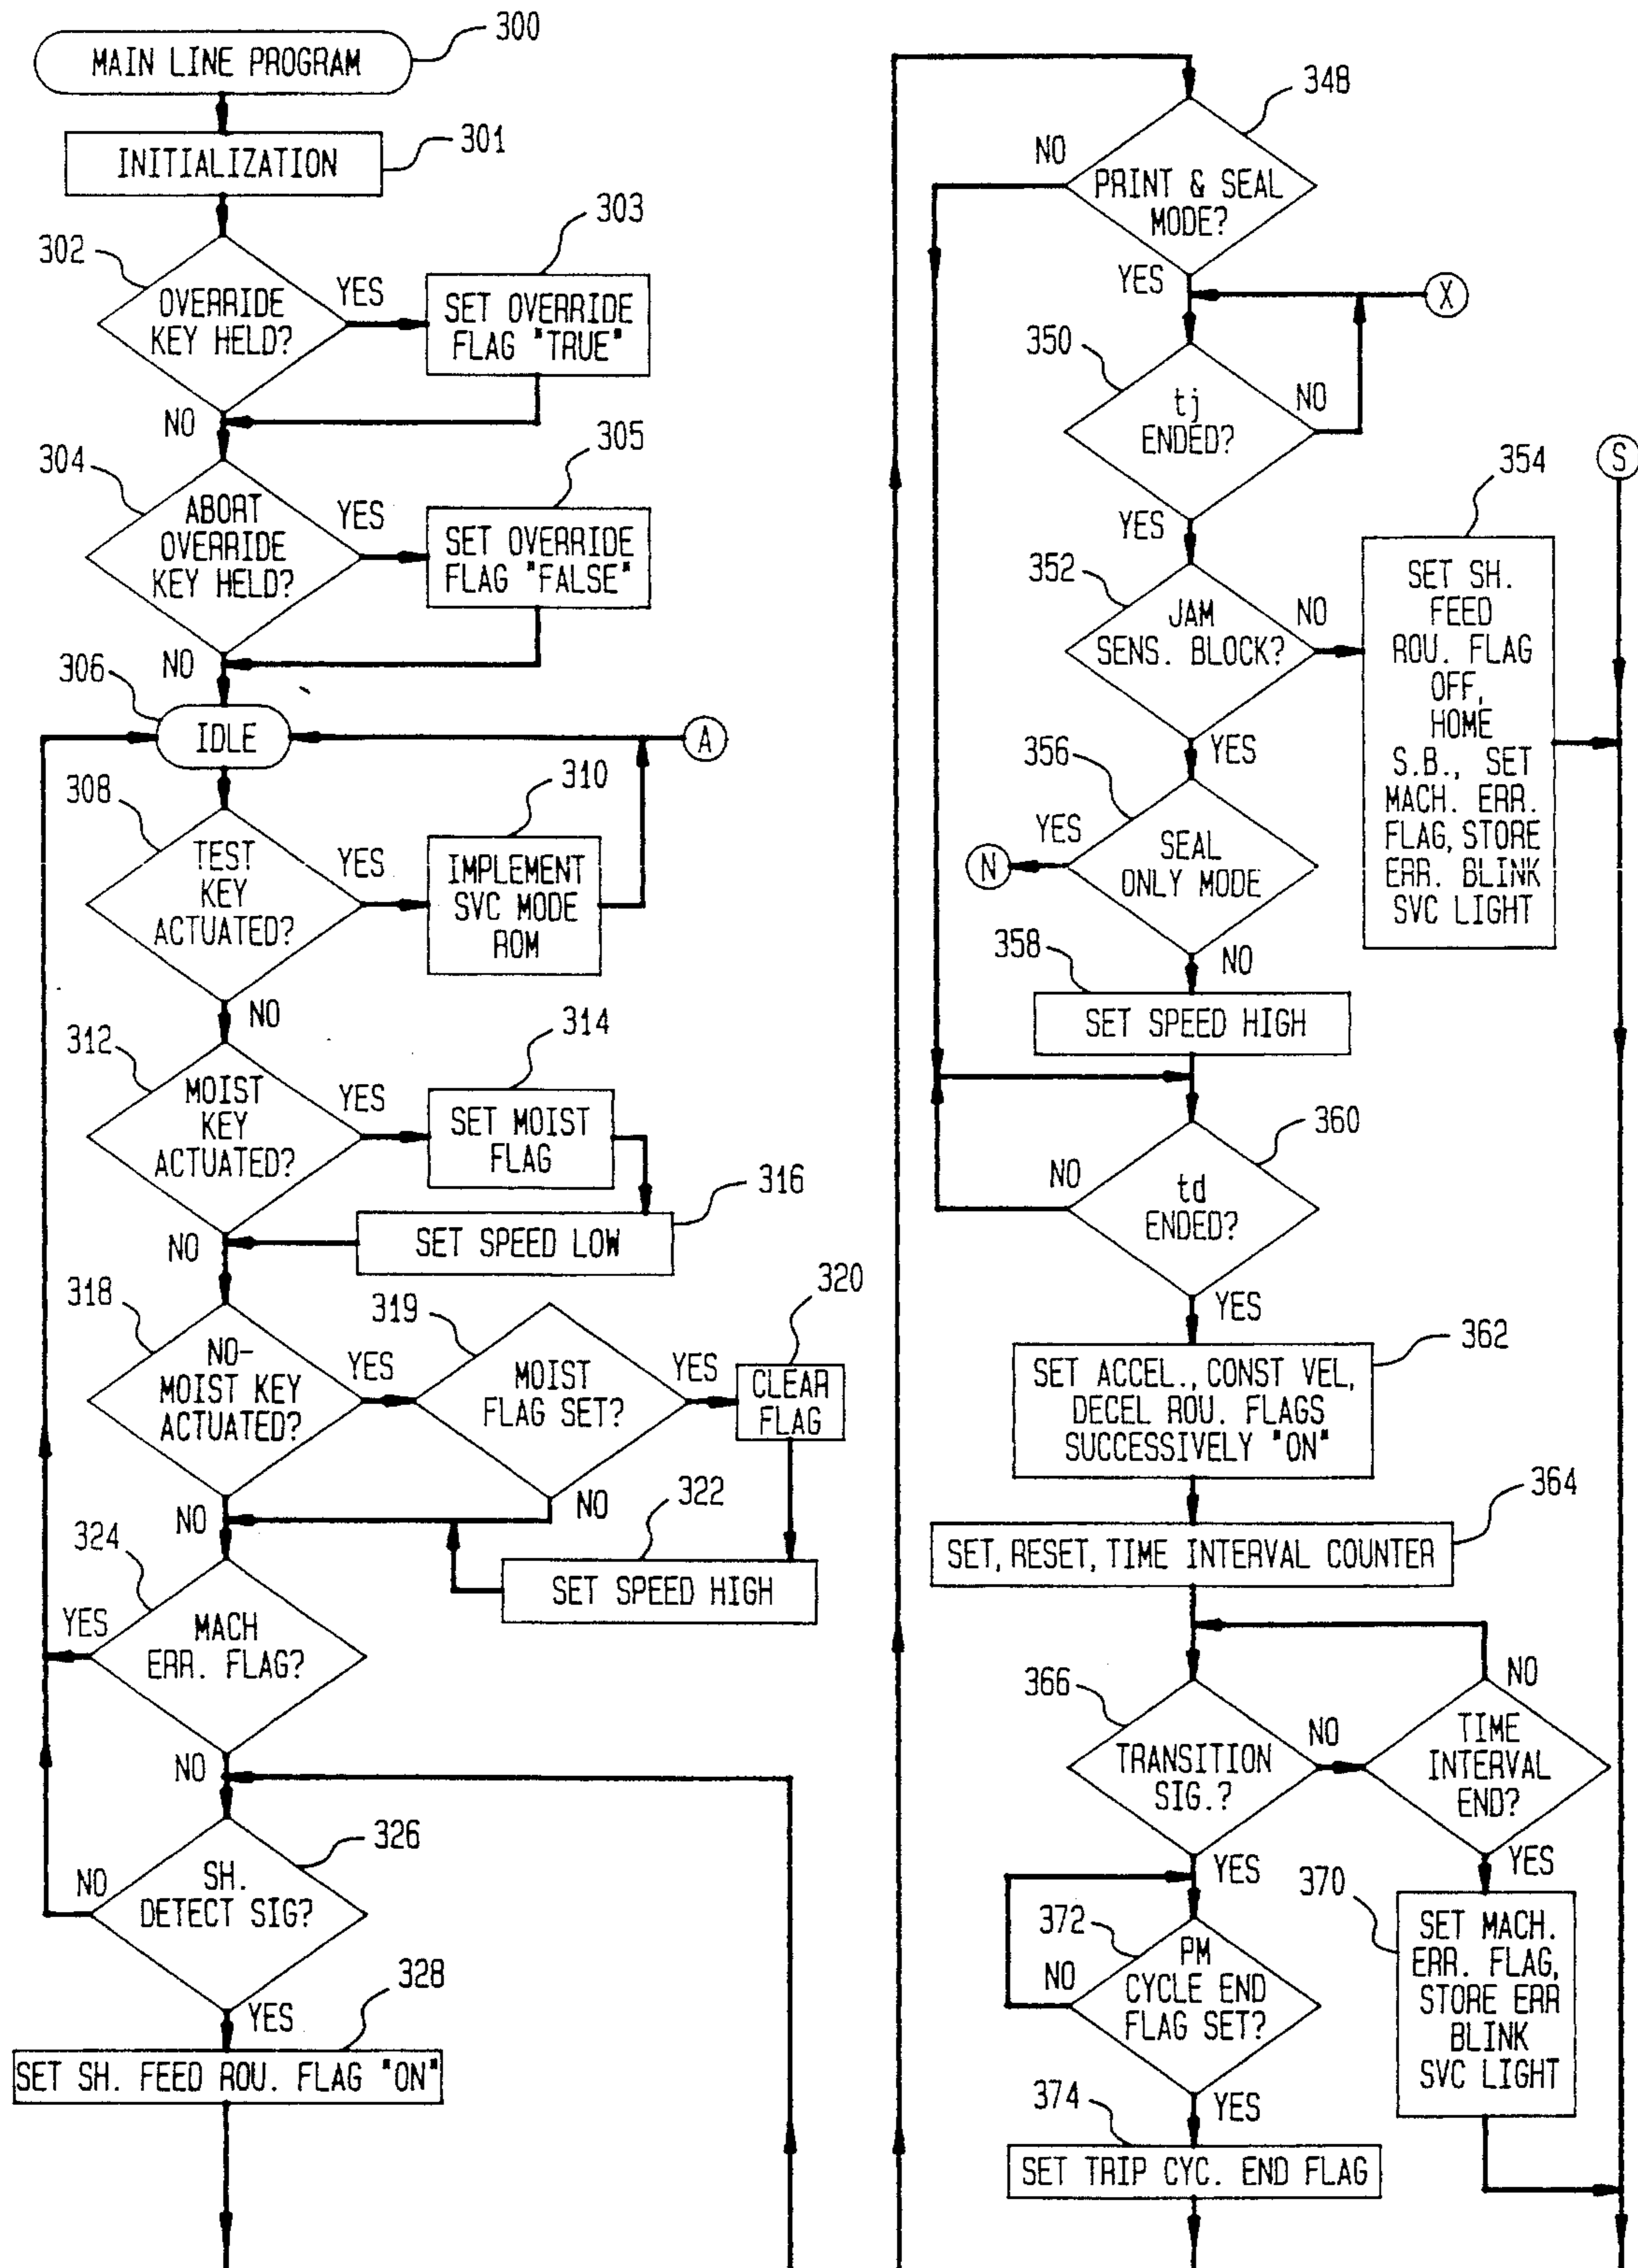 300
MAIN LINE PROGRAM
301
INITIALIZATION
302
OVERRIDE
KEY HELD?
YES
303
SET OVERRIDE
FLAG "TRUE"
NO
304
ABORT
OVERRIDE
KEY HELD?
YES
305
SET OVERRIDE
FLAG "FALSE"
NO
306
IDLE
A
308
TEST
KEY
ACTUATED?
YES
310
IMPLEMENT
SVC MODE
ROM
NO
312
MOIST
KEY
ACTUATED?
YES
314
SET MOIST
FLAG
316
SET SPEED LOW
NO
318
NO-
MOIST KEY
ACTUATED?
YES
319
MOIST
FLAG SET?
YES
320
CLEAR
FLAG
NO
NO
322
SET SPEED HIGH
324
MACH
ERR. FLAG?
YES
NO
326
SH.
DETECT SIG?
NO
YES
328
SET SH. FEED ROU. FLAG "ON"
348
PRINT & SEAL
MODE?
NO
YES
X
350
tj
ENDED?
NO
YES
352
JAM
SENS. BLOCK?
NO
354
SET SH.
FEED
ROU. FLAG
OFF,
HOME
S.B., SET
MACH. ERR.
FLAG, STORE
ERR. BLINK
SVC LIGHT
S
YES
356
SEAL
ONLY MODE
YES
N
NO
358
SET SPEED HIGH
360
td
ENDED?
NO
YES
362
SET ACCEL., CONST VEL,
DECEL ROU. FLAGS
SUCCESSIVELY "ON"
364
SET, RESET, TIME INTERVAL COUNTER
366
TRANSITION
SIG.?
NO
TIME
INTERVAL
END?
NO
YES
YES
370
SET MACH.
ERR. FLAG,
STORE ERR
BLINK
SVC LIGHT
372
PM
CYCLE END
FLAG SET?
NO
YES
374
SET TRIP CYC. END FLAG